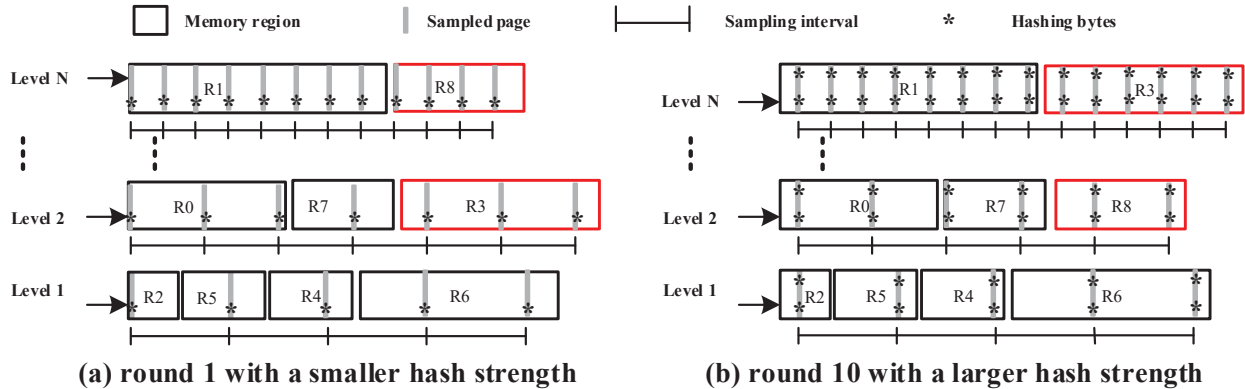 Memory region Sampled page Sampling interval * Hashing bytes
Level N R1 R8
Level 2 R0 R7 R3
Level 1 R2 R5 R4 R6
(a) round 1 with a smaller hash strength
Level N R1 R3
Level 2 R0 R7 R8
Level 1 R2 R5 R4 R6
(b) round 10 with a larger hash strength